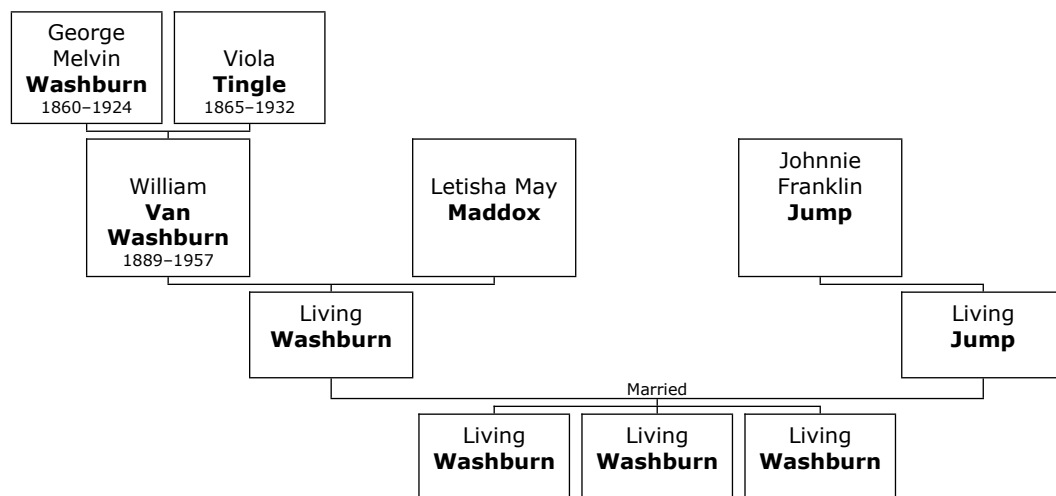 George
Melvin
Washburn
1860–1924
Viola
Tingle
1865–1932
William
Van
Washburn
1889–1957
Letisha May
Maddox
Johnnie
Franklin
Jump
Living
Washburn
Living
Jump
Married
Living
Washburn
Living
Washburn
Living
Washburn